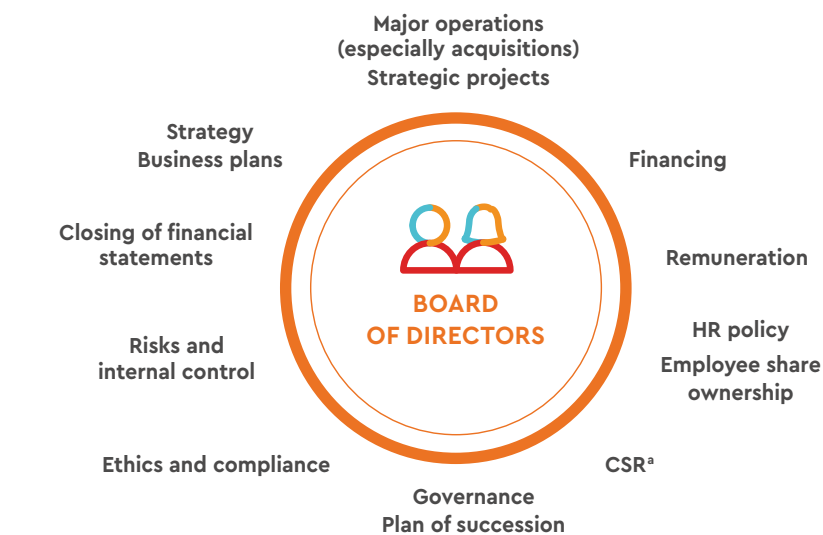 Major operations
(especially acquisitions)
Strategic projects
Strategy
Business plans
Financing
Closing of financial
statements
Remuneration
BOARD
OF DIRECTORS
HR policy
Employee share
ownership
Risks and
internal control
Ethics and compliance
CSRᵃ
Governance
Plan of succession